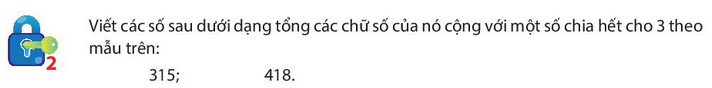 Viết các số sau dưới dạng tổng các chữ số của nó cộng với một số chia hết cho 3 theo
mẫu trên:
315; 418.
2